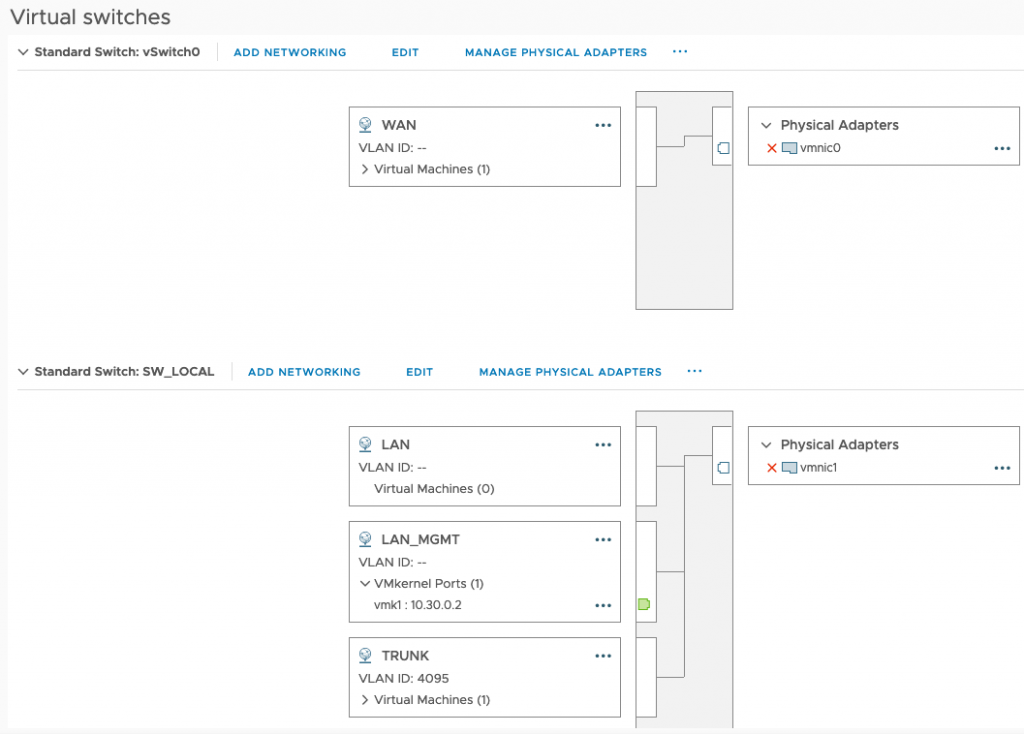 Virtual switches
Standard Switch: vSwitch0 ADD NETWORKING EDIT MANAGE PHYSICAL ADAPTERS ...
WAN ...
VLAN ID: --
Virtual Machines (1)
Physical Adapters
vmnic0 ...
Standard Switch: SW_LOCAL ADD NETWORKING EDIT MANAGE PHYSICAL ADAPTERS ...
LAN ...
VLAN ID: --
Virtual Machines (0)
Physical Adapters
vmnic1 ...
LAN_MGMT ...
VLAN ID: --
VMkernel Ports (1)
vmk1 : 10.30.0.2 ...
TRUNK ...
VLAN ID: 4095
Virtual Machines (1)